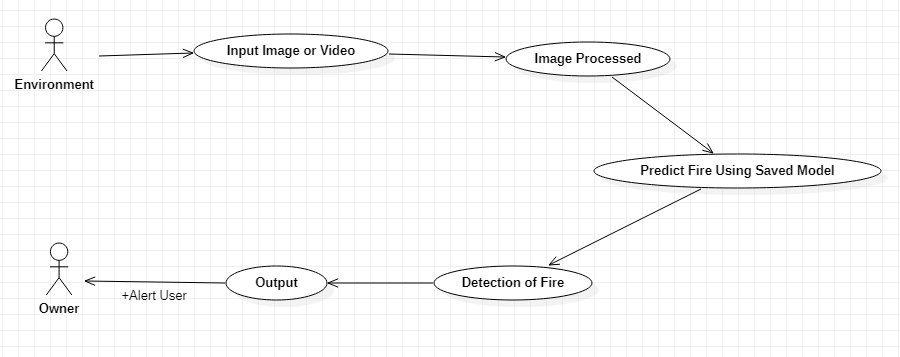 Environment
Input Image or Video
Image Processed
Predict Fire Using Saved Model
Detection of Fire
Output
+Alert User
Owner